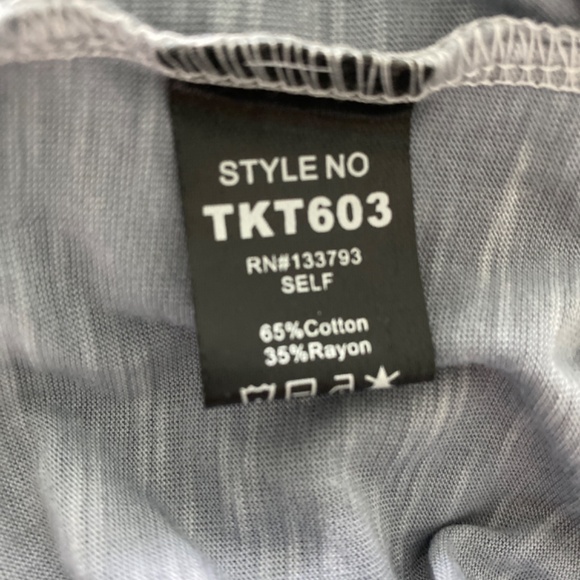 STYLE NO
TKT603
RN#133793
SELF
65%Cotton
35%Rayon